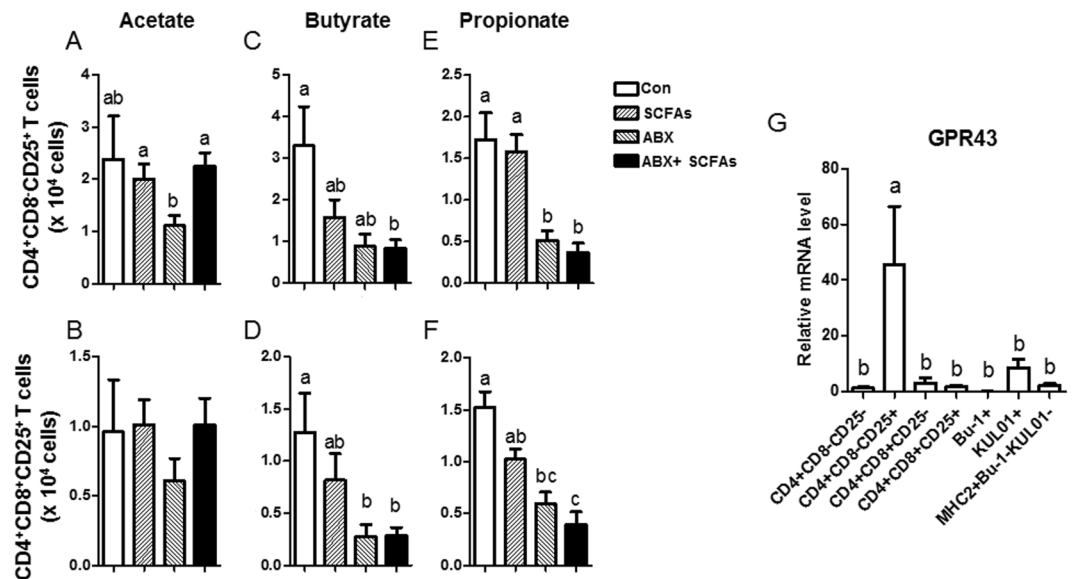 Acetate
Butyrate
Propionate
A
CD4⁺CD8⁻CD25⁺ T cells
(x 10⁴ cells)
4
3
2
1
0
ab
a
b
a
C
5
4
3
2
1
0
a
ab
ab
b
E
2.5
2.0
1.5
1.0
0.5
0.0
a
a
b
b
Con
SCFAs
ABX
ABX+ SCFAs
B
CD4⁺CD8⁺CD25⁺ T cells
(x 10⁴ cells)
1.5
1.0
0.5
0.0
D
2.0
1.5
1.0
0.5
0.0
a
ab
b
b
F
2.0
1.5
1.0
0.5
0.0
a
ab
bc
c
G
GPR43
Relative mRNA level
80
60
40
20
0
b
a
b
b
b
b
b
CD4+CD8-CD25-
CD4+CD8-CD25+
CD4+CD8+CD25-
CD4+CD8+CD25+
Bu-1+
KUL01+
MHC2+Bu-1-KUL01-